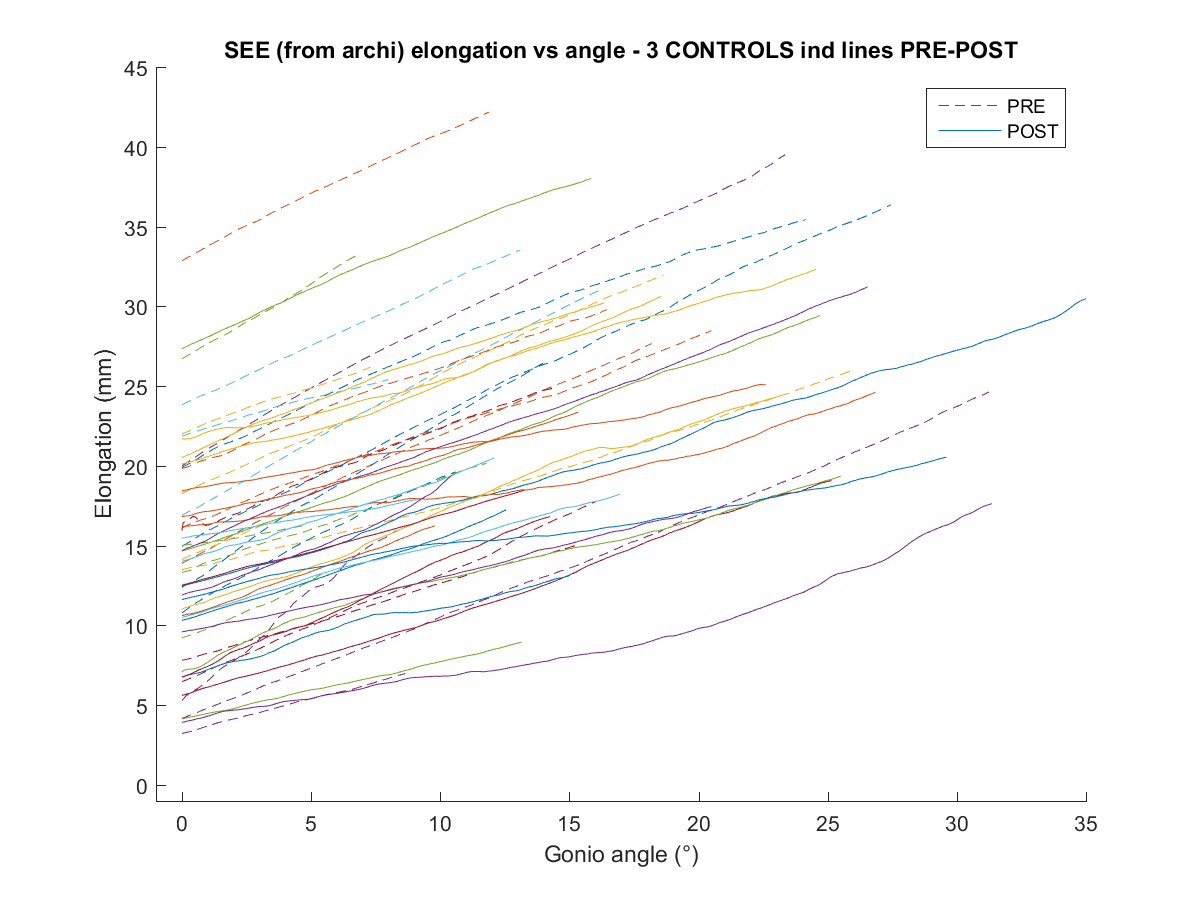 SEE (from archi) elongation vs angle - 3 CONTROLS ind lines PRE-POST
PRE
POST
45
40
35
30
25
20
15
10
5
0
Elongation (mm)
0 5 10 15 20 25 30 35
Gonio angle (°)